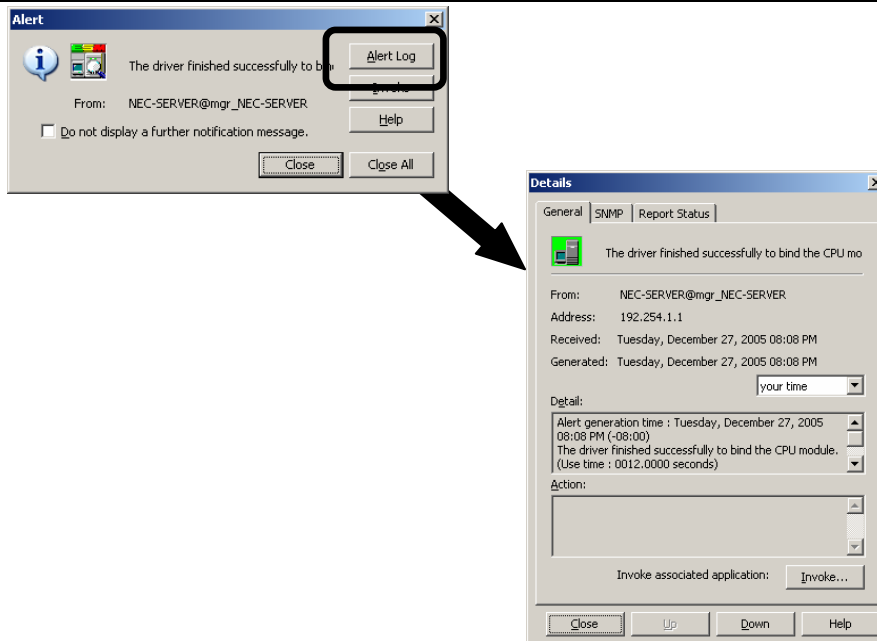 Alert
The driver finished successfully to
Alert Log
From: NEC-SERVER@mgr_NEC-SERVER
Help
Do not display a further notification message.
Close
Close All
Details
General
SNMP
Report Status
The driver finished successfully to bind the CPU mo
From: NEC-SERVER@mgr_NEC-SERVER
Address: 192.254.1.1
Received: Tuesday, December 27, 2005 08:08 PM
Generated: Tuesday, December 27, 2005 08:08 PM
your time
Detail:
Alert generation time : Tuesday, December 27, 2005
08:08 PM (-08:00)
The driver finished successfully to bind the CPU module.
(Use time : 0012.0000 seconds)
Action:
Invoke associated application:
Invoke...
Close
Up
Down
Help